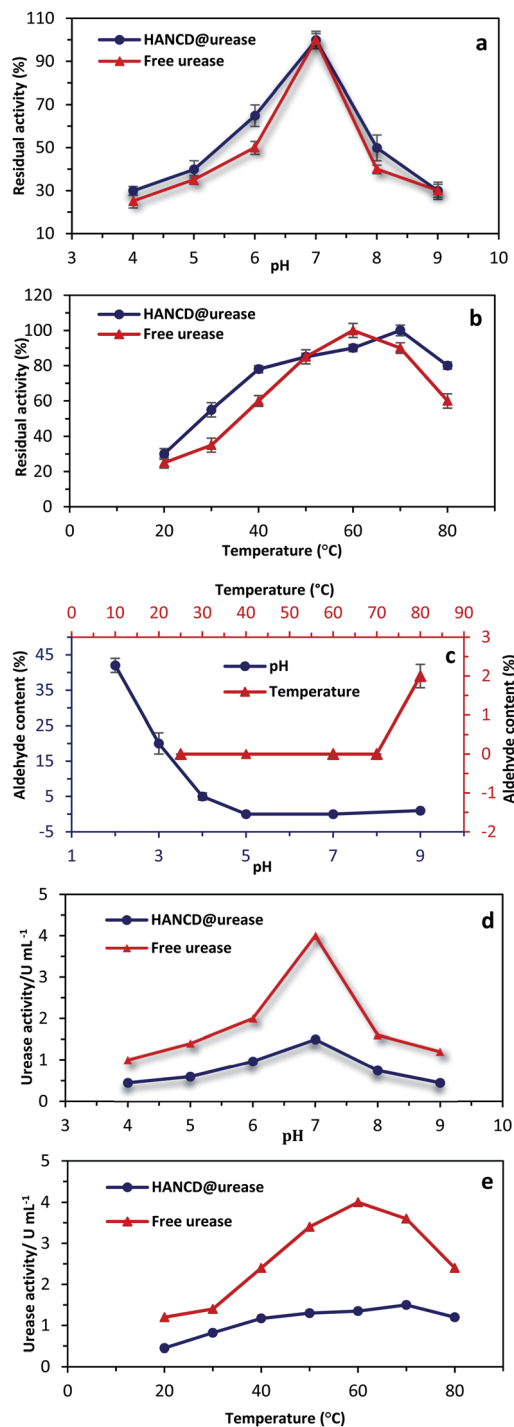 110
90
70
50
30
10
Residual activity (%)
HANCD@urease
Free urease
a
3 4 5 6 7 8 9 10
pH
120
100
80
60
40
20
0
Residual activity (%)
HANCD@urease
Free urease
b
0 20 40 60 80 100
Temperature (°C)
Temperature (°C)
0 10 20 30 40 50 60 70 80 90
45
35
25
15
5
-5
Aldehyde content (%)
pH
Temperature
c
3
2
1
0
-1
-2
Aldehyde content (%)
1 3 5 7 9
pH
5
4
3
2
1
0
Urease activity/U mL-1
HANCD@urease
Free urease
d
3 4 5 6 7 8 9 10
pH
5
4
3
2
1
0
Urease activity/ U mL-1
HANCD@urease
Free urease
e
0 20 40 60 80 100
Temperature (°C)